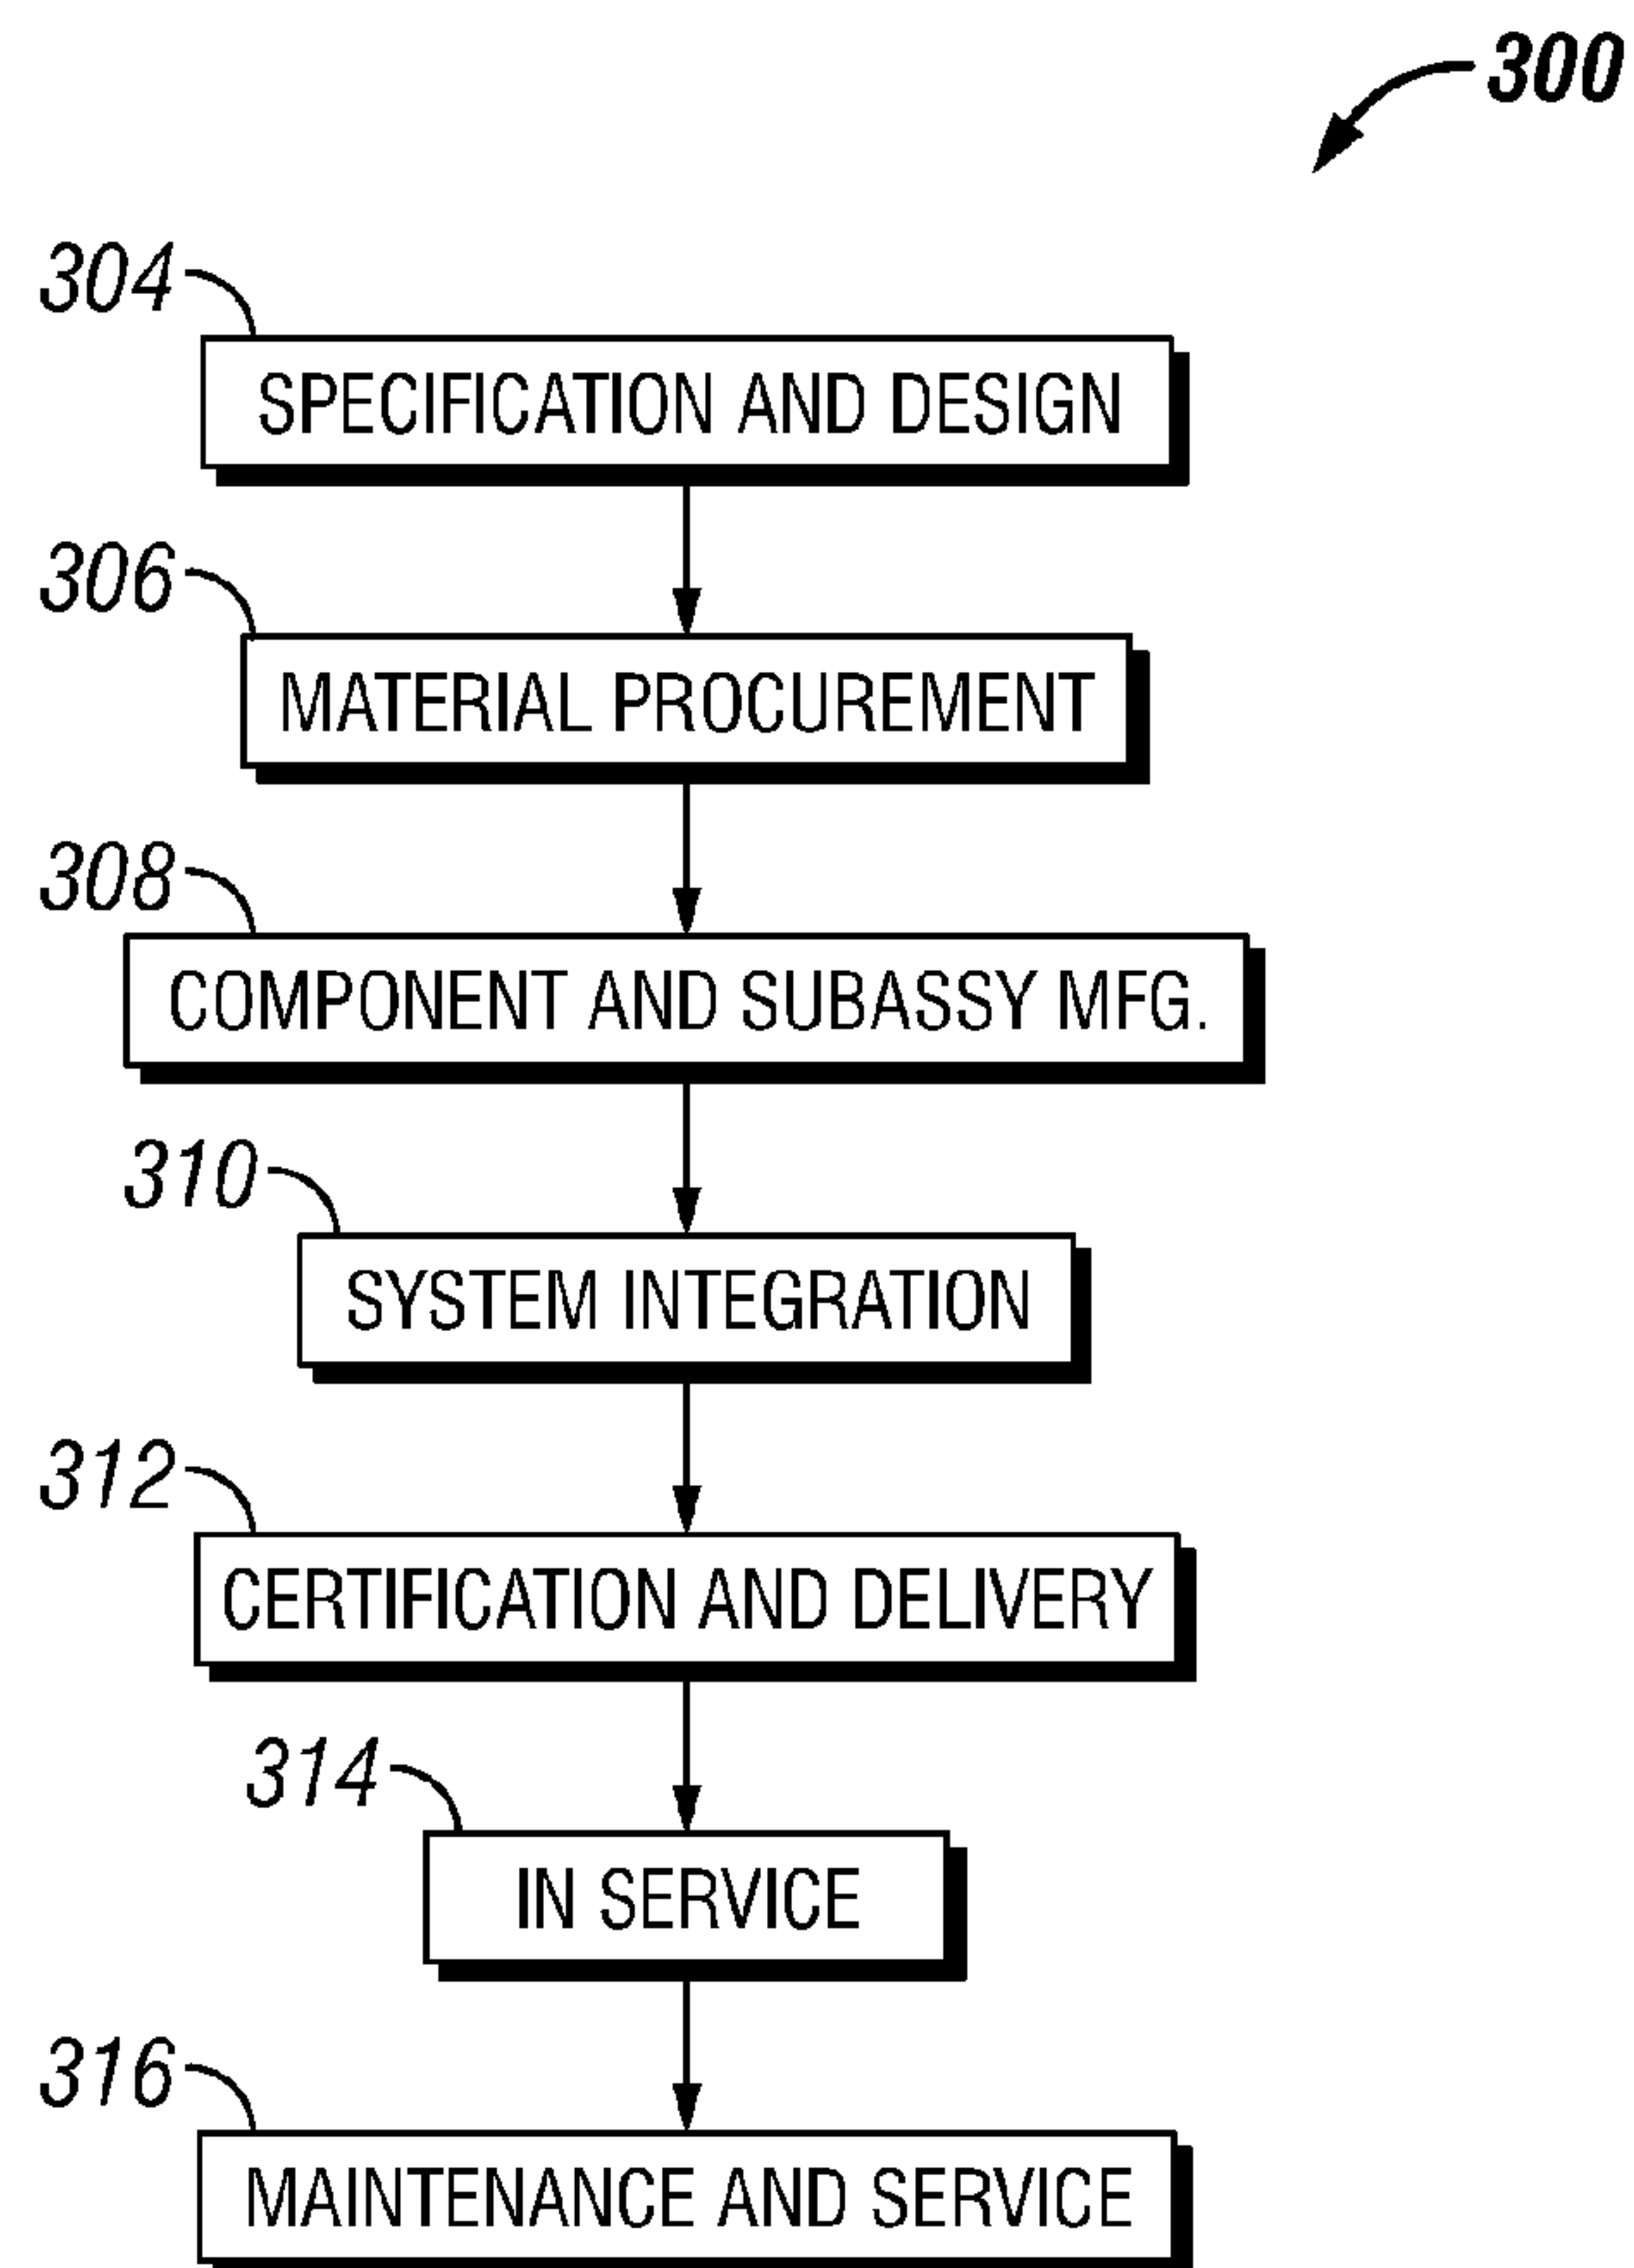 300
304
SPECIFICATION AND DESIGN
306
MATERIAL PROCUREMENT
308
COMPONENT AND SUBASSY MFG.
310
SYSTEM INTEGRATION
312
CERTIFICATION AND DELIVERY
314
IN SERVICE
316
MAINTENANCE AND SERVICE